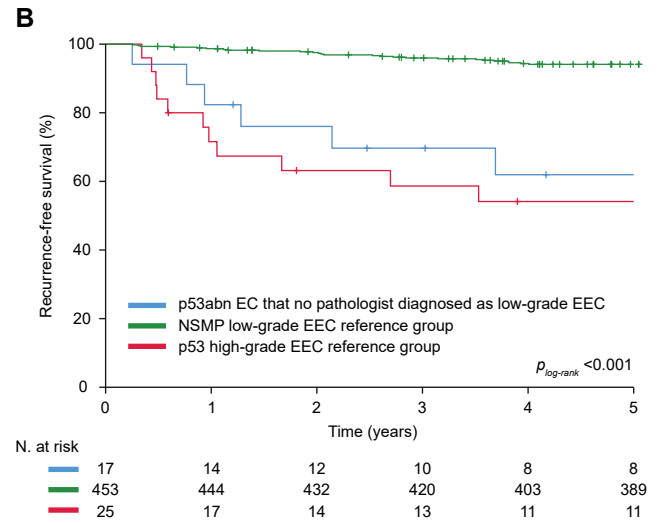 B
Recurrence-free survival (%)
100
80
60
40
20
0
p53abn EC that no pathologist diagnosed as low-grade EEC
NSMP low-grade EEC reference group
p53 high-grade EEC reference group
p log-rank <0.001
0 1 2 3 4 5
Time (years)
N. at risk
17 14 12 10 8 8
453 444 432 420 403 389
25 17 14 13 11 11